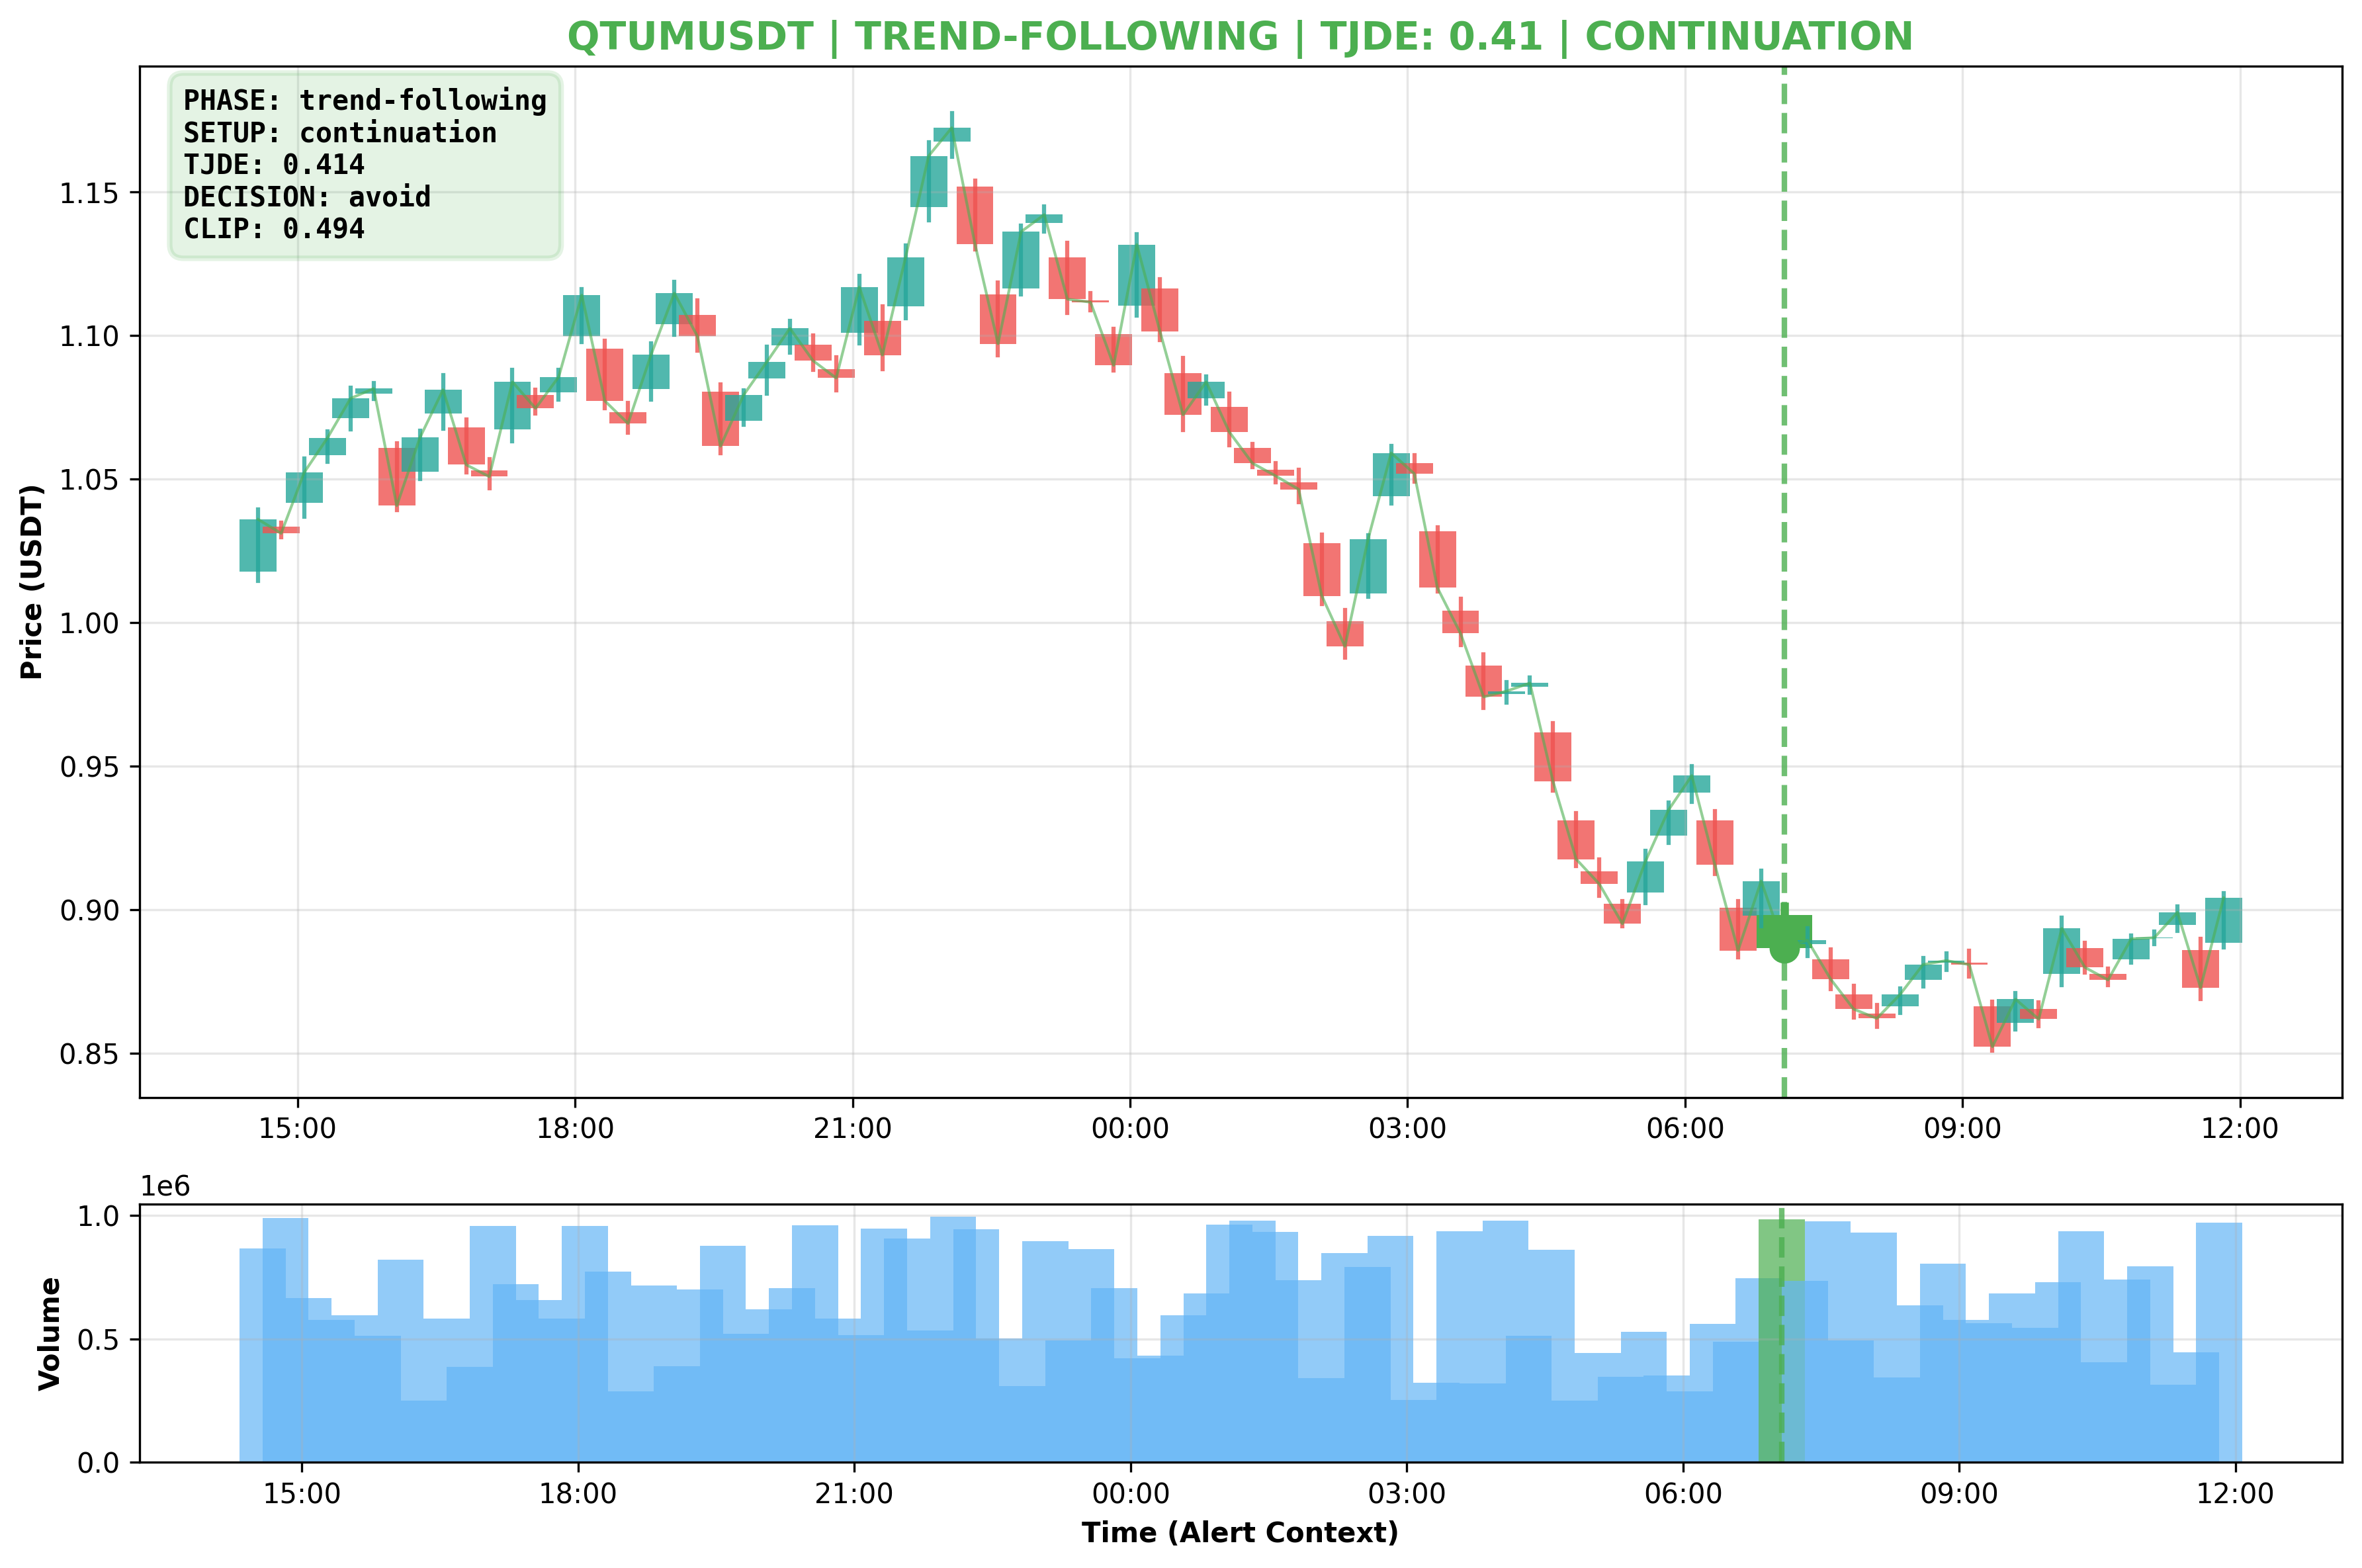 QTUMUSDT | TREND-FOLLOWING | TJDE: 0.41 | CONTINUATION
PHASE: trend-following
SETUP: continuation
TJDE: 0.414
DECISION: avoid
CLIP: 0.494
Price (USDT)
1.15
1.10
1.05
1.00
0.95
0.90
0.85
15:00 18:00 21:00 00:00 03:00 06:00 09:00 12:00
1e6
Volume
1.0
0.5
0.0
15:00 18:00 21:00 00:00 03:00 06:00 09:00 12:00
Time (Alert Context)